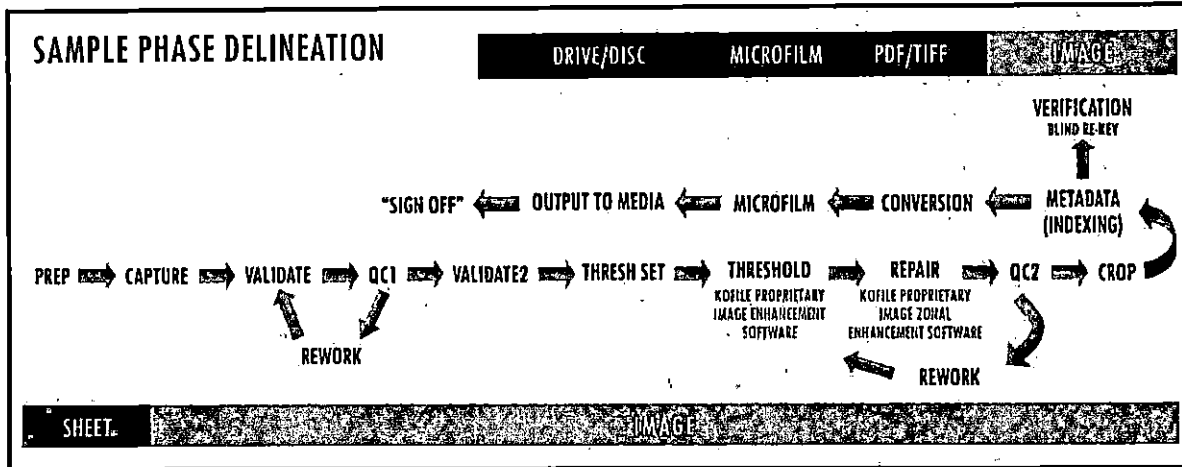 SAMPLE PHASE DELINEATION
DRIVE/DISC MICROFILM PDF/TIFF IMAGE
VERIFICATION
BLIND RE-KEY
"SIGN OFF" OUTPUT TO MEDIA MICROFILM CONVERSION METADATA
(INDEXING)
PREP CAPTURE VALIDATE QC1 VALIDATE2 THRESH SET THRESHOLD REPAIR QC2 CROP
KOFILE PROPRIETARY
IMAGE ENHANCEMENT
SOFTWARE
KOFILE PROPRIETARY
IMAGE ZONAL
ENHANCEMENT SOFTWARE
REWORK
REWORK
SHEET IMAGE